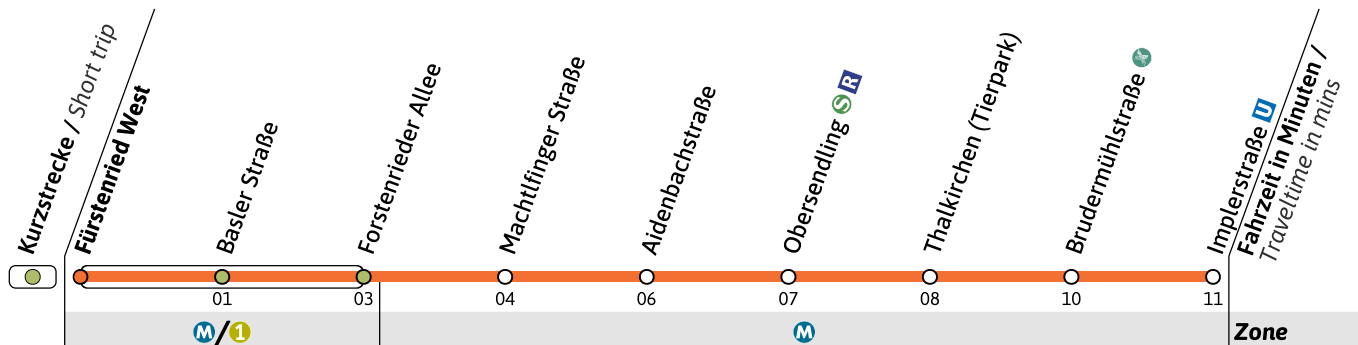 Kurzstrecke / Short trip
Fürstenried West
Basler Straße
Forstenrieder Allee
Machtlfinger Straße
Aidenbachstraße
Obersendling S R
Thalkirchen (Tierpark)
Brudermühlstraße
Implerstraße U
Fahrzeit in Minuten /
Traveltime in mins
01 03 04 06 07 08 10 11
M/1 M Zone